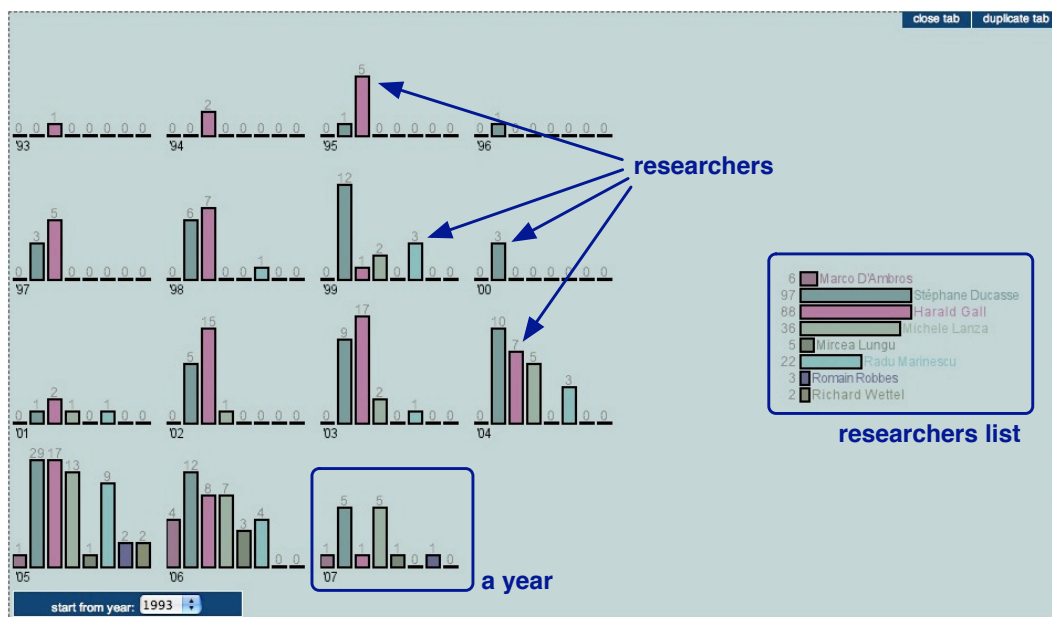 close tab duplicate tab
0 0 1 0 0 0 0 0
'93
0 0 2 0 0 0 0 0
'94
0 1 5 0 0 0 0 0
'95
0 1 0 0 0 0 0 0
'96
researchers
0 3 5 0 0 0 0 0
'97
0 6 7 0 0 1 0 0
'98
0 12 1 2 0 3 0 0
'99
0 3 0 0 0 0 0 0
'00
6 Marco D'Ambros
97 Stéphane Ducasse
88 Harald Gall
36 Michele Lanza
5 Mircea Lungu
22 Radu Marinescu
3 Romain Robbes
2 Richard Wettel
researchers list
0 1 2 1 0 1 0 0
'01
0 5 15 1 0 0 0 0
'02
0 9 17 2 0 1 0 0
'03
0 10 7 5 0 3 0 0
'04
1 29 17 13 1 9 2 2
'05
4 12 8 7 3 4 0 0
'06
1 5 1 5 1 0 1 0
'07
a year
start from year: 1993